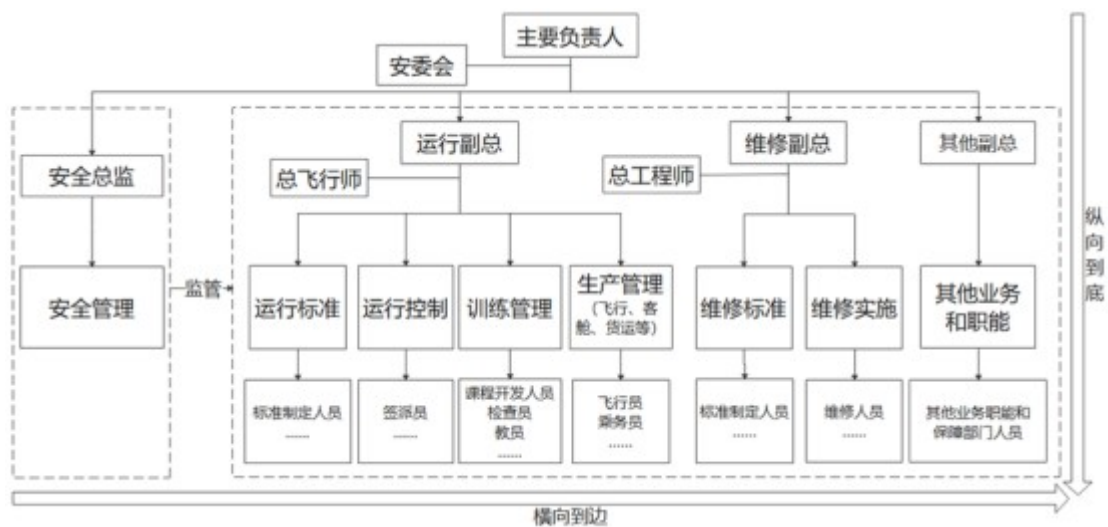 主要负责人
安委会
运行副总
维修副总
其他副总
安全总监
总飞行师
总工程师
安全管理
监管
运行标准
运行控制
训练管理
生产管理
(飞行、客
舱、货运等)
维修标准
维修实施
其他业务
和职能
标准制定人员
……
签派员
……
课程开发人员
检查员
教员
……
飞行员
乘务员
……
标准制定人员
……
维修人员
……
其他业务职能和
保障部门人员
纵
向
到
底
横向到边